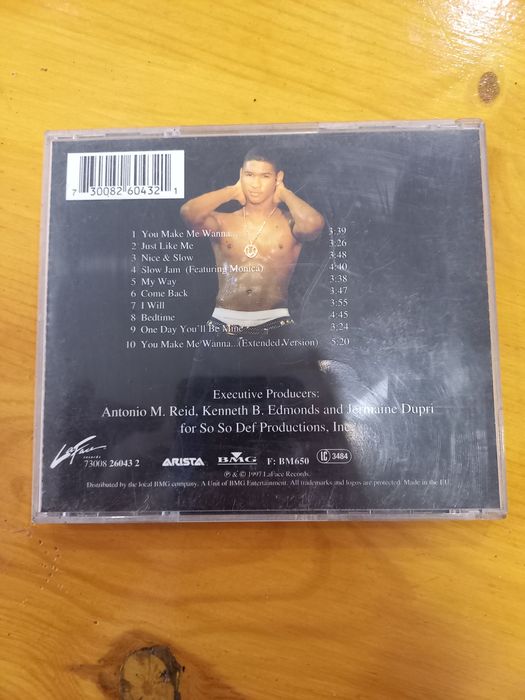 7 30082 60432 1
1 You Make Me Wanna... 3:39
2 Just Like Me 3:26
3 Nice & Slow 3:48
4 Slow Jam (Featuring Monica) 4:40
5 My Way 3:38
6 Come Back 3:47
7 I Will 3:55
8 Bedtime 4:45
9 One Day You'll Be Mine 3:24
10 You Make Me Wanna...(Extended Version) 5:20
Executive Producers:
Antonio M. Reid, Kenneth B. Edmonds and Jermaine Dupri
for So So Def Productions, Inc.
LaFace
records
73008 26043 2 ARISTA BMG F: BM650 LC 3484
℗ & © 1997 LaFace Records.
Distributed by the local BMG company. A Unit of BMG Entertainment. All trademarks and logos are protected. Made in the E.U.